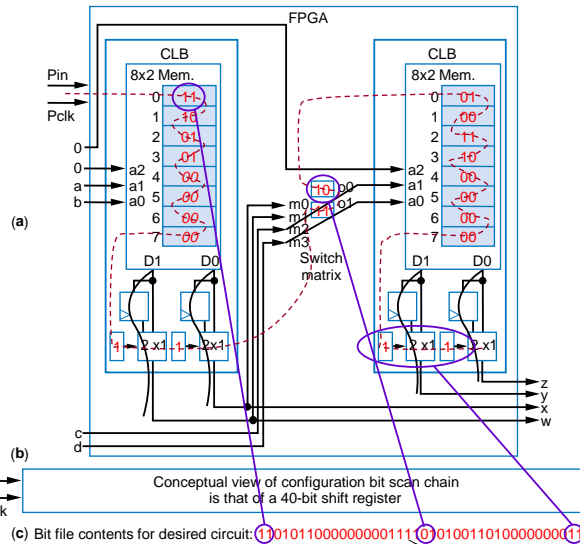 FPGA
CLB
CLB
8x2 Mem.
8x2 Mem.
Pin
Pclk
0 11
1 10
2 01
3 01
4 00
5 00
6 00
7 00
0 01
1 00
2 11
3 10
4 00
5 00
6 00
7 00
0
0 a2
a a1
b a0
a2
a1
a0
10 o0
11 o1
m0
m1
m2
m3
Switch
matrix
(a)
D1 D0
D1 D0
1 2x1 1 2x1
1 2x1 1 2x1
z
y
x
w
c
d
(b)
k
Conceptual view of configuration bit scan chain
is that of a 40-bit shift register
(c) Bit file contents for desired circuit: 1101011000000000111101010011010000000011